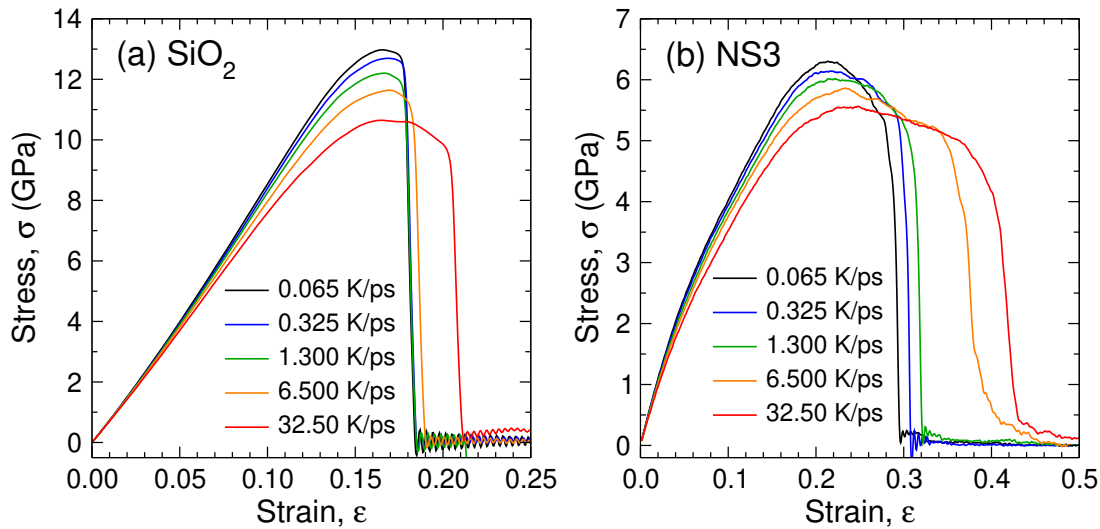 (a) SiO2
14
12
10
8
6
4
2
0
Stress, σ (GPa)
0.065 K/ps
0.325 K/ps
1.300 K/ps
6.500 K/ps
32.50 K/ps
0.00 0.05 0.10 0.15 0.20 0.25
Strain, ε
(b) NS3
7
6
5
4
3
2
1
0
Stress, σ (GPa)
0.065 K/ps
0.325 K/ps
1.300 K/ps
6.500 K/ps
32.50 K/ps
0.0 0.1 0.2 0.3 0.4 0.5
Strain, ε